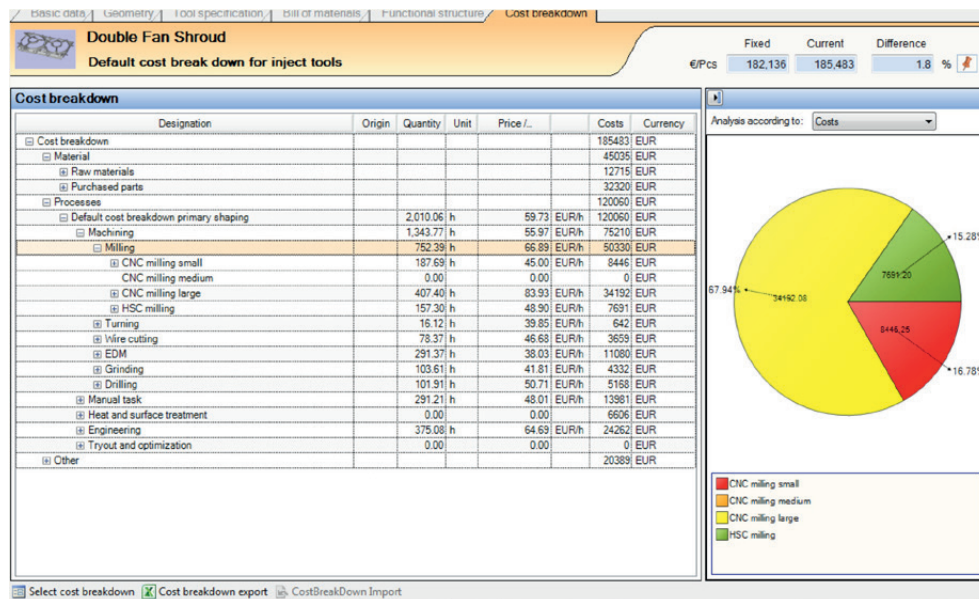 Basic data Geometry Tool specification Bill of materials Functional structure Cost breakdown
Double Fan Shroud
Default cost break down for inject tools
Fixed Current Difference
€/Pcs 182,136 185,483 1.8 %
Cost breakdown
Designation Origin Quantity Unit Price /... Costs Currency
Cost breakdown 185483 EUR
Material 45035 EUR
Raw materials 12715 EUR
Purchased parts 32320 EUR
Processes 120060 EUR
Default cost breakdown primary shaping 2,010.06 h 59.73 EUR/h 120060 EUR
Machining 1,343.77 h 55.97 EUR/h 75210 EUR
Milling 752.39 h 66.89 EUR/h 50330 EUR
CNC milling small 187.69 h 45.00 EUR/h 8446 EUR
CNC milling medium 0.00 0.00 0 EUR
CNC milling large 407.40 h 83.93 EUR/h 34192 EUR
HSC milling 157.30 h 48.90 EUR/h 7691 EUR
Turning 16.12 h 39.85 EUR/h 642 EUR
Wire cutting 78.37 h 46.68 EUR/h 3659 EUR
EDM 291.37 h 38.03 EUR/h 11080 EUR
Grinding 103.61 h 41.81 EUR/h 4332 EUR
Drilling 101.91 h 50.71 EUR/h 5168 EUR
Manual task 291.21 h 48.01 EUR/h 13981 EUR
Heat and surface treatment 0.00 0.00 6606 EUR
Engineering 375.08 h 64.69 EUR/h 24262 EUR
Tryout and optimization 0.00 0.00 0 EUR
Other 20389 EUR
Analysis according to: Costs
15.28%
7691.20
67.94%
34192.08
8446.25
16.78%
CNC milling small
CNC milling medium
CNC milling large
HSC milling
Select cost breakdown Cost breakdown export CostBreakDown Import